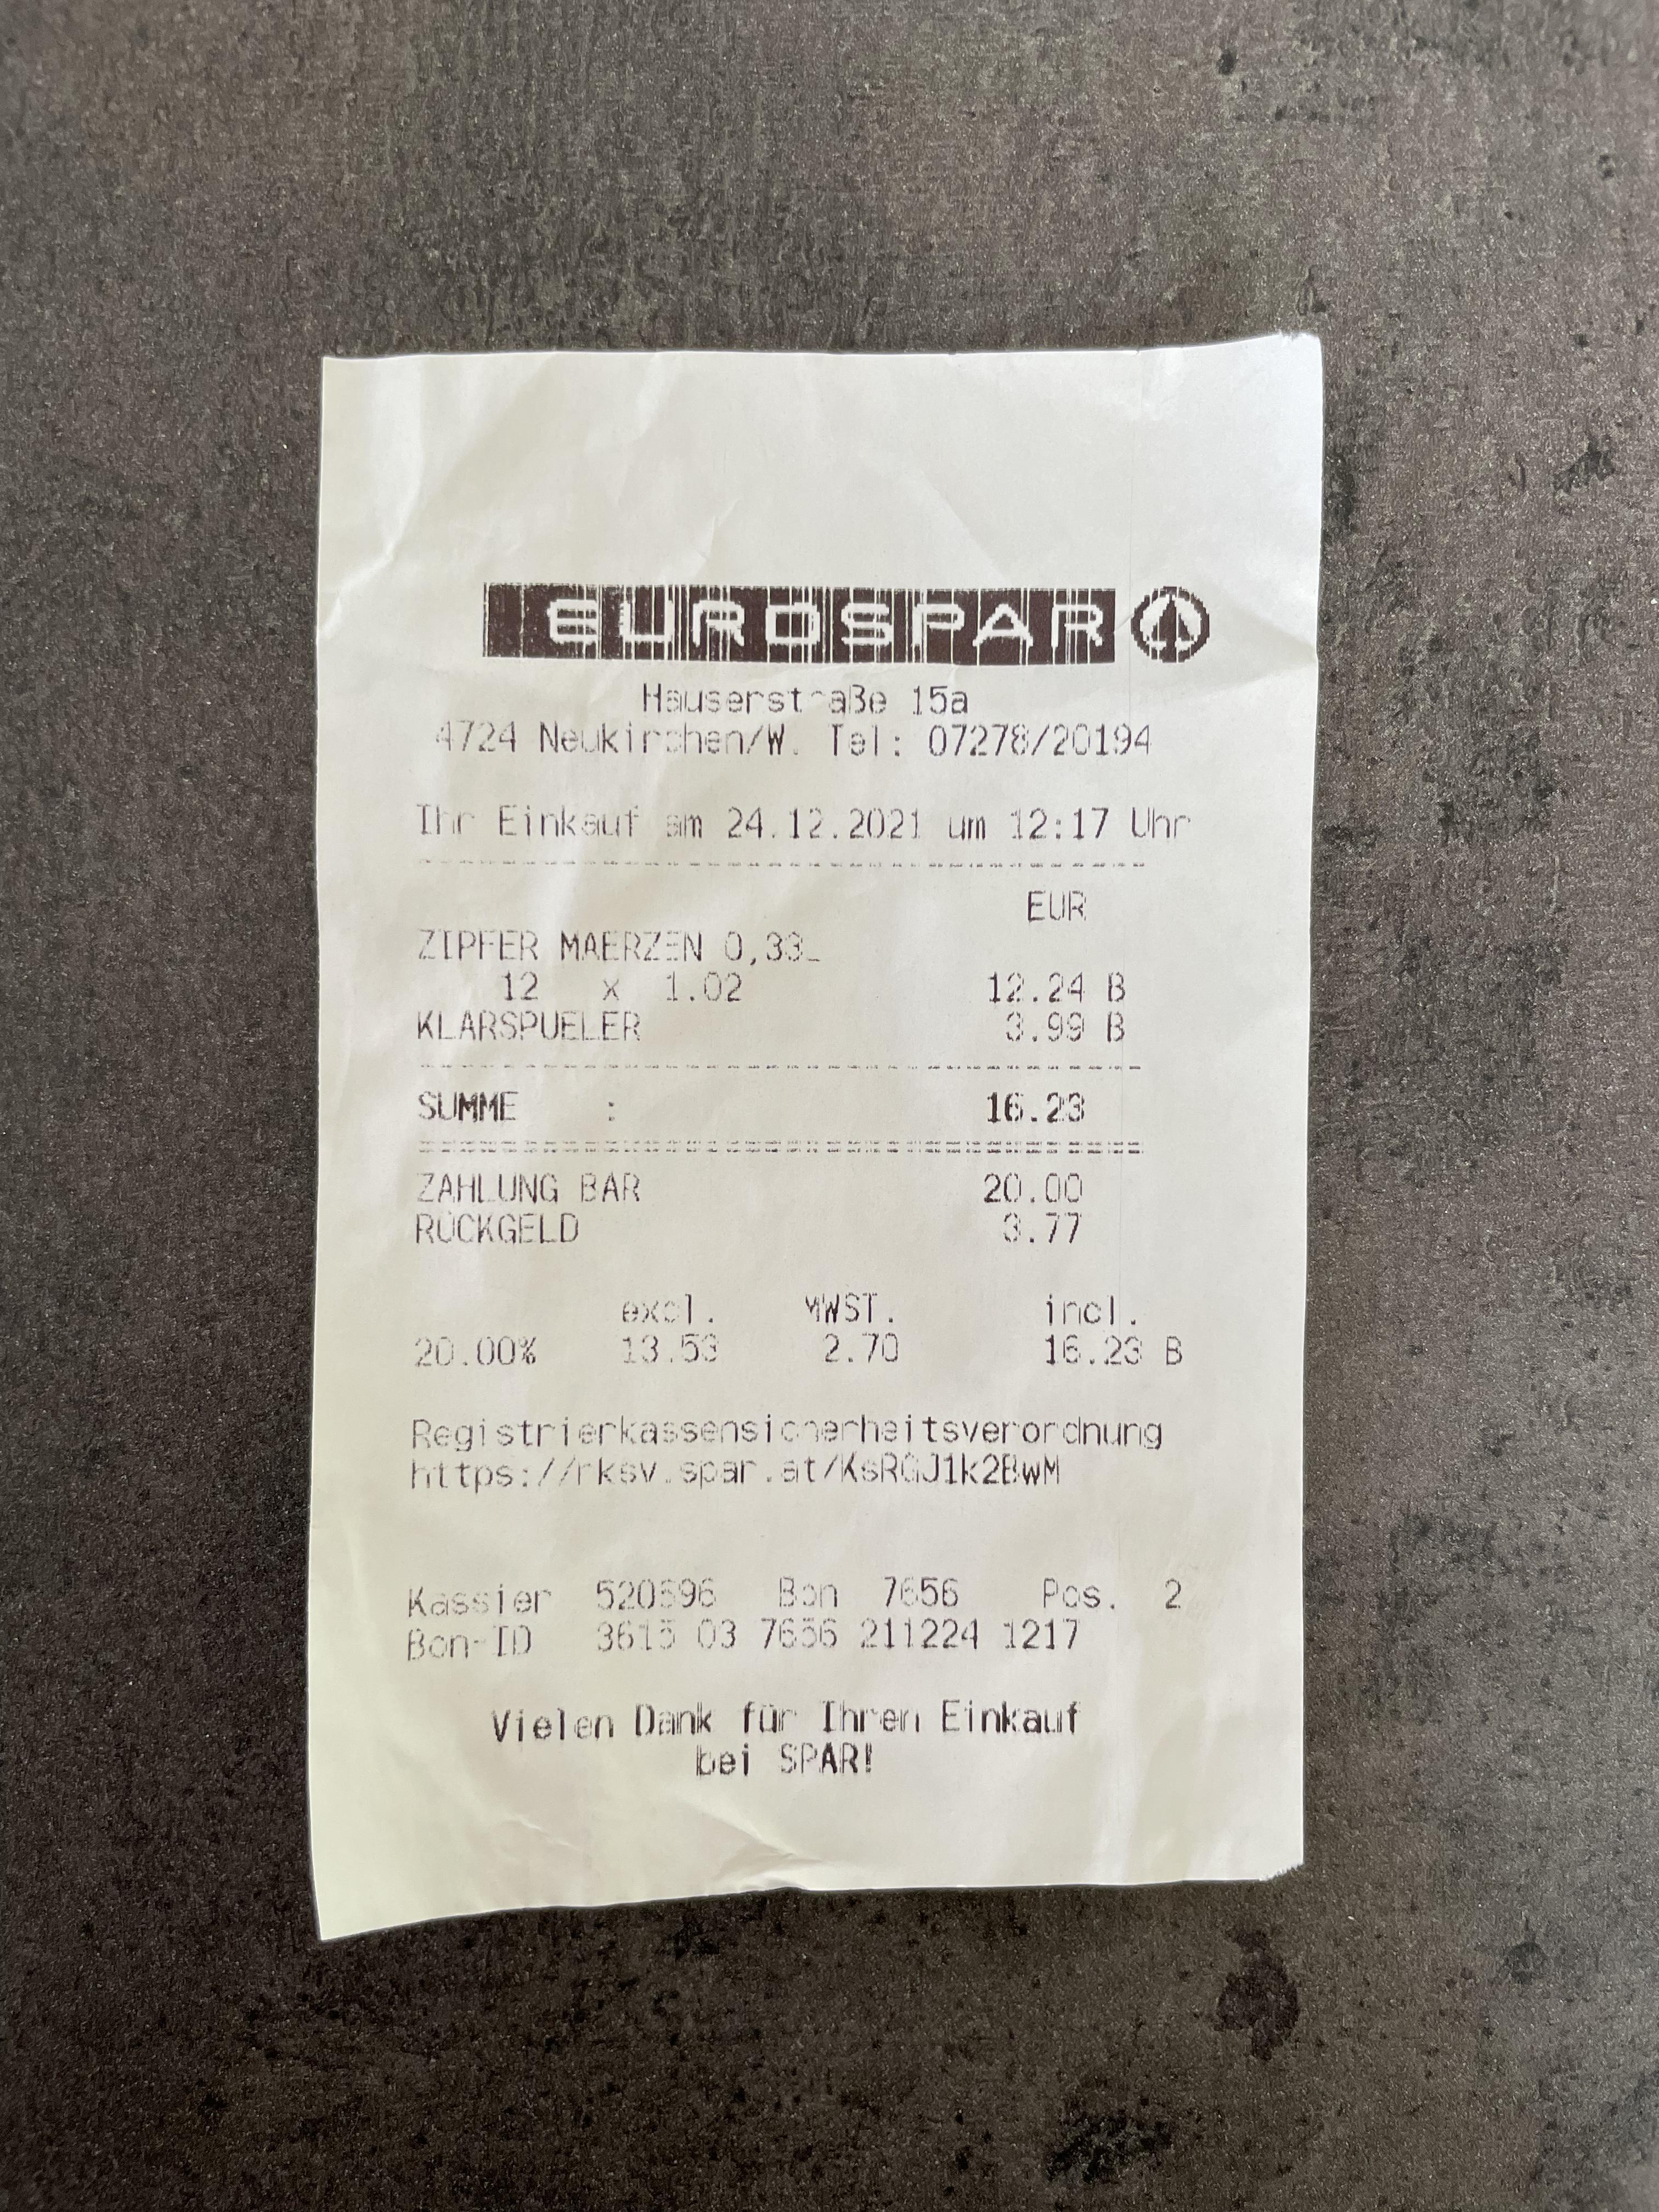 EUROSPAR
Hauserstraße 15a
4724 Neukirchen/W. Tel: 07278/20194
Ihr Einkauf am 24.12.2021 um 12:17 Uhr
EUR
ZIPFER MAERZEN 0,33L
12 x 1.02 12.24 B
KLARSPUELER 3.99 B
SUMME : 16.23
ZAHLUNG BAR 20.00
RÜCKGELD 3.77
excl. MWST. incl.
20.00% 13.53 2.70 16.23 B
Registrierkassensicherheitsverordnung
https://rksv.spar.at/KsRGJ1k2BwM
Kassier Bon 7656 Pos. 2
Bon-ID 3615 03 7656 211224 1217
Vielen Dank für Ihren Einkauf
bei SPAR!